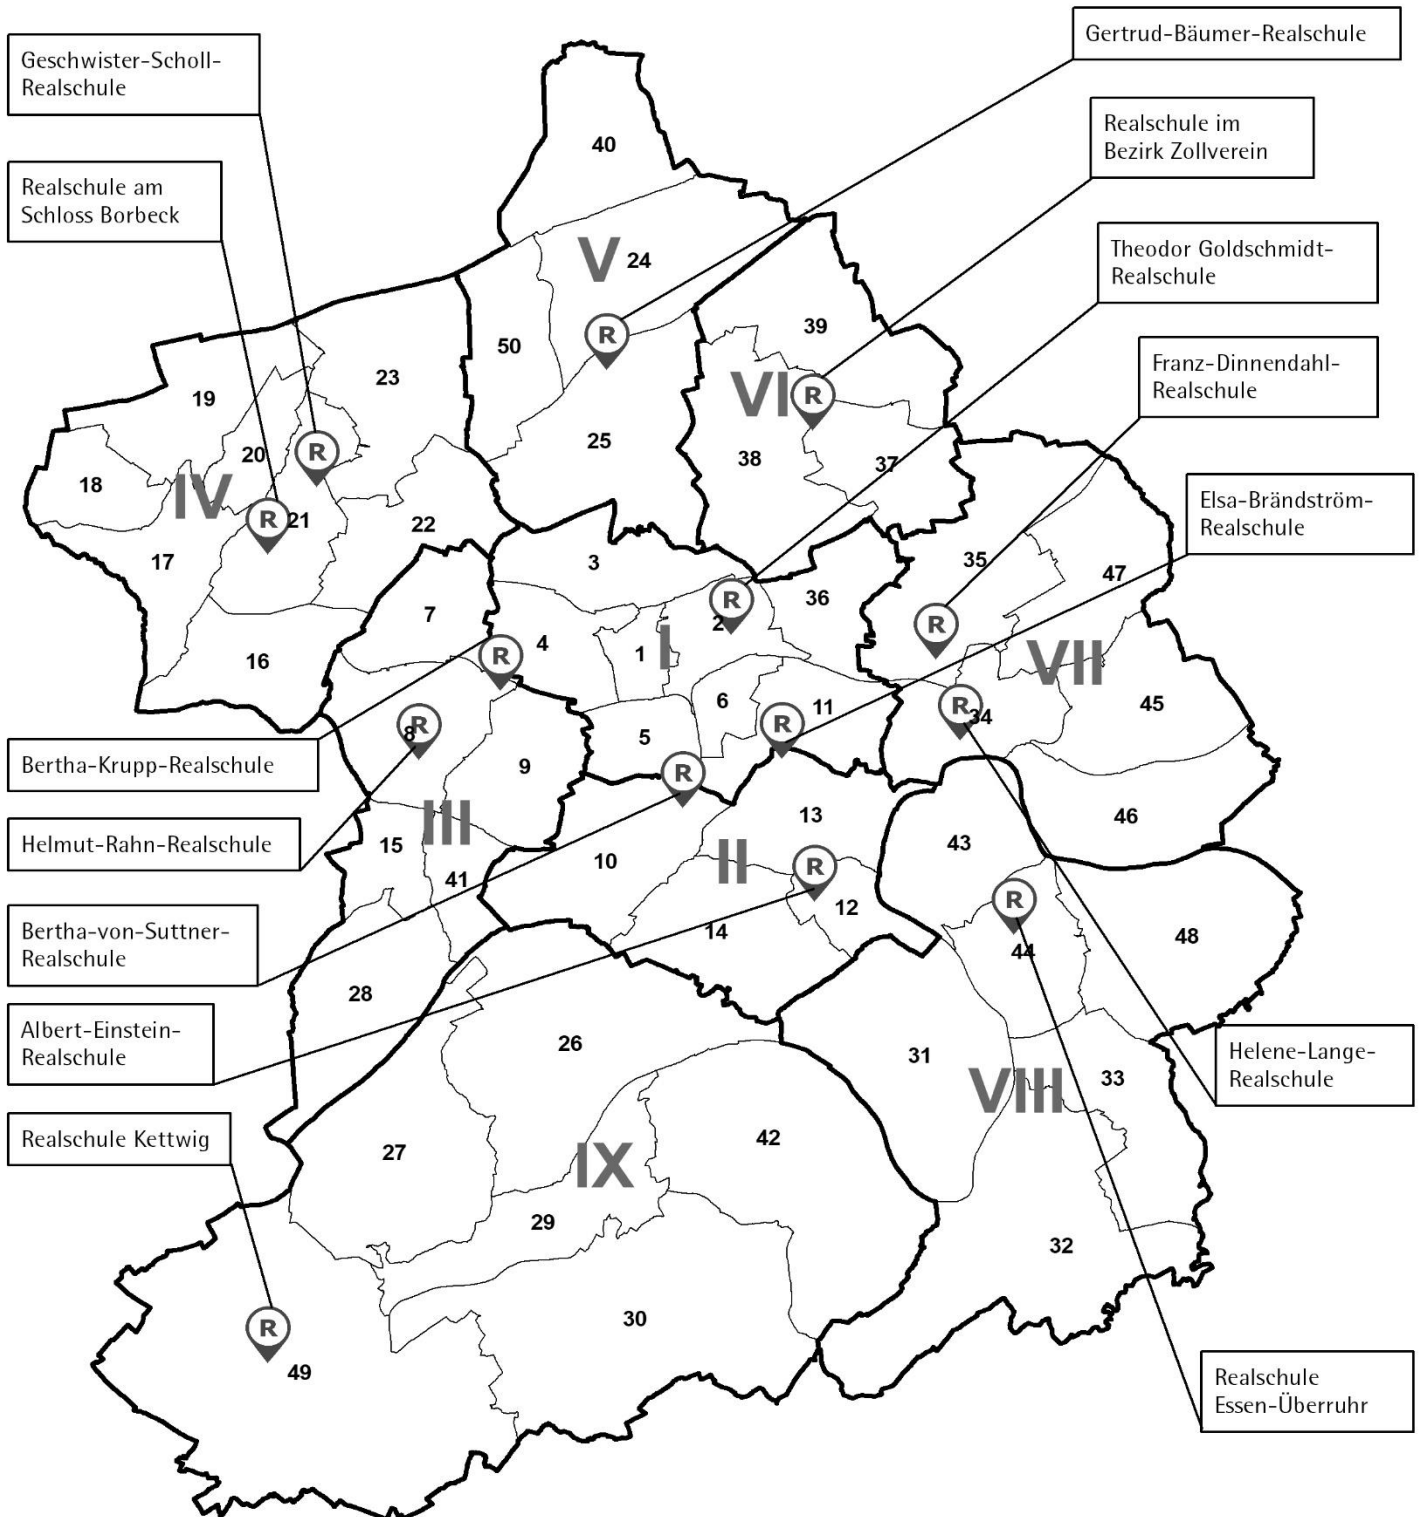 Geschwister-Scholl-
Realschule
Gertrud-Bäumer-Realschule
Realschule im
Bezirk Zollverein
Realschule am
Schloss Borbeck
Theodor Goldschmidt-
Realschule
Franz-Dinnendahl-
Realschule
Elsa-Brändström-
Realschule
Bertha-Krupp-Realschule
Helmut-Rahn-Realschule
Bertha-von-Suttner-
Realschule
Albert-Einstein-
Realschule
Realschule Kettwig
Helene-Lange-
Realschule
Realschule
Essen-Überruhr
40
V 24
39
R
50
23
VI R
19
25
20 R
38
37
18
IV
R 21
22
17
3
35
47
7
36
R
2
R
4
1 I
16
R
VII
6
11
R 34
45
8 R
5
R
9
R
13
46
III
15
10
II
43
41
R
12
R
14
44
48
28
26
31
VIII
33
27
42
IX
29
32
30
R
49